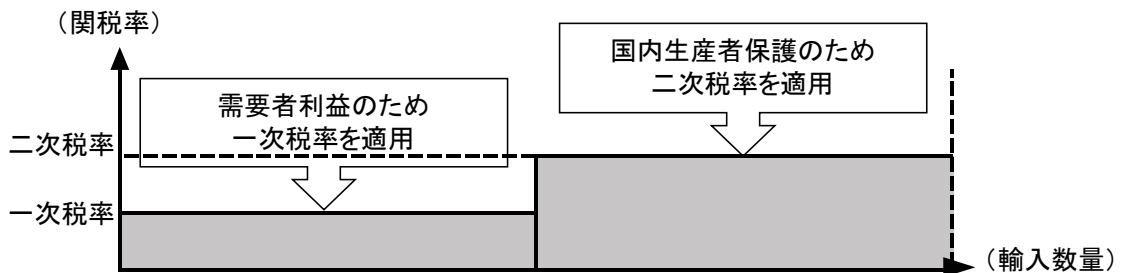 （関税率）
国内生産者保護のため
二次税率を適用
需要者利益のため
一次税率を適用
二次税率
一次税率
（輸入数量）